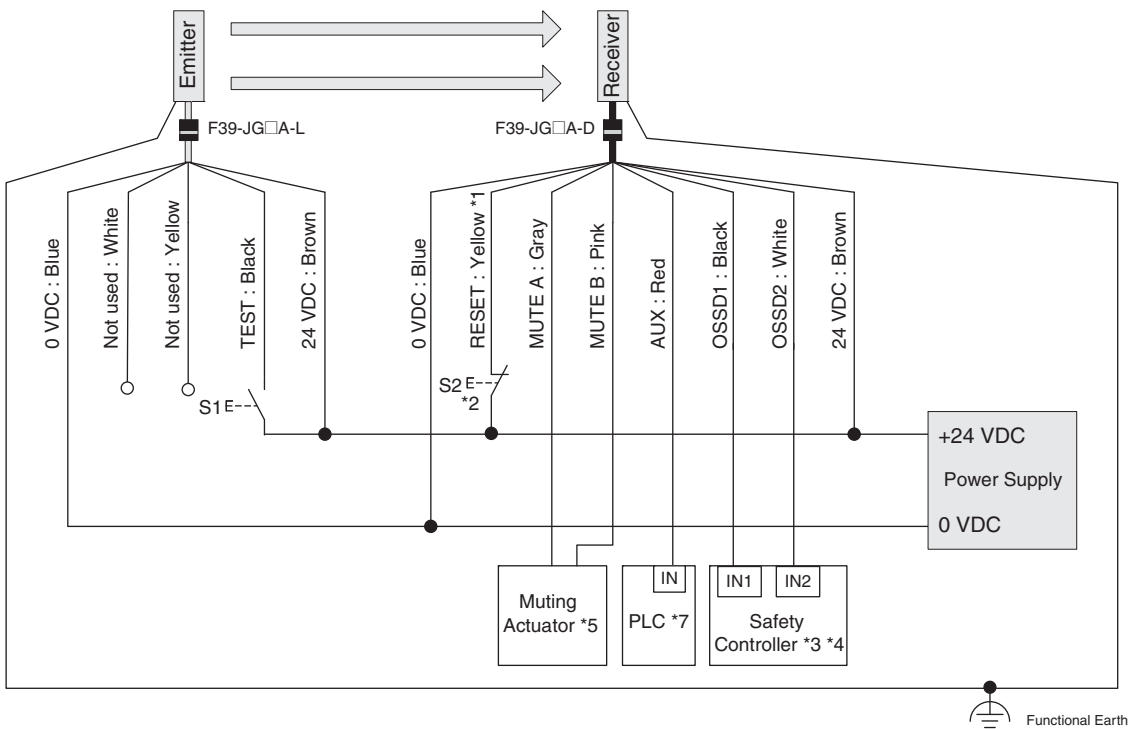 Emitter
Receiver
F39-JG□A-L
F39-JG□A-D
0 VDC : Blue
Not used : White
Not used : Yellow
TEST : Black
24 VDC : Brown
0 VDC : Blue
RESET : Yellow *1
MUTE A : Gray
MUTE B : Pink
AUX : Red
OSSD1 : Black
OSSD2 : White
24 VDC : Brown
S1
S2
*2
+24 VDC
Power Supply
0 VDC
IN
IN1
IN2
Muting
Actuator *5
PLC *7
Safety
Controller *3 *4
Functional Earth